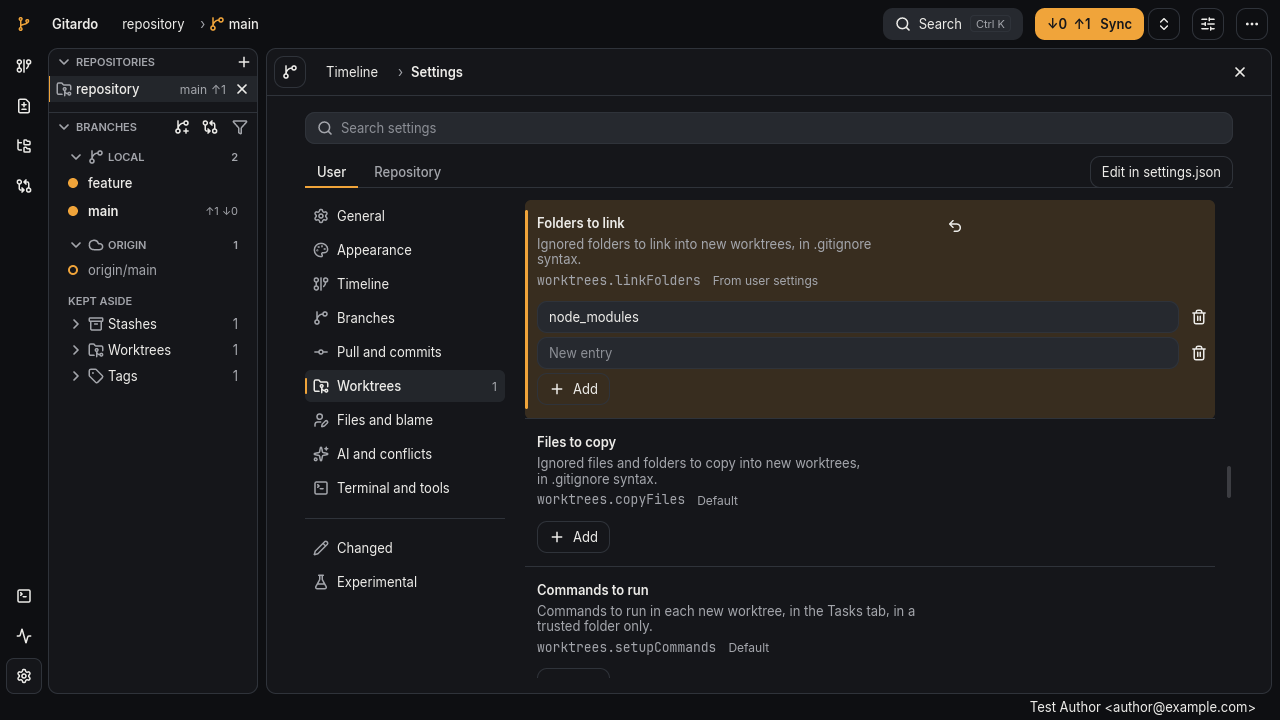 Gitardo
repository › main
Search Ctrl K
↓0 ↑1 Sync
REPOSITORIES
repository main ↑1
BRANCHES
LOCAL 2
feature
main ↑1 ↓0
ORIGIN 1
origin/main
KEPT ASIDE
Stashes 1
Worktrees 1
Tags 1
Timeline › Settings
Search settings
User Repository
Edit in settings.json
General
Appearance
Timeline
Branches
Pull and commits
Worktrees 1
Files and blame
AI and conflicts
Terminal and tools
Changed
Experimental
Folders to link
Ignored folders to link into new worktrees, in .gitignore
syntax.
worktrees.linkFolders From user settings
node_modules
New entry
Add
Files to copy
Ignored files and folders to copy into new worktrees,
in .gitignore syntax.
worktrees.copyFiles Default
Add
Commands to run
Commands to run in each new worktree, in the Tasks tab, in a
trusted folder only.
worktrees.setupCommands Default
Test Author <author@example.com>